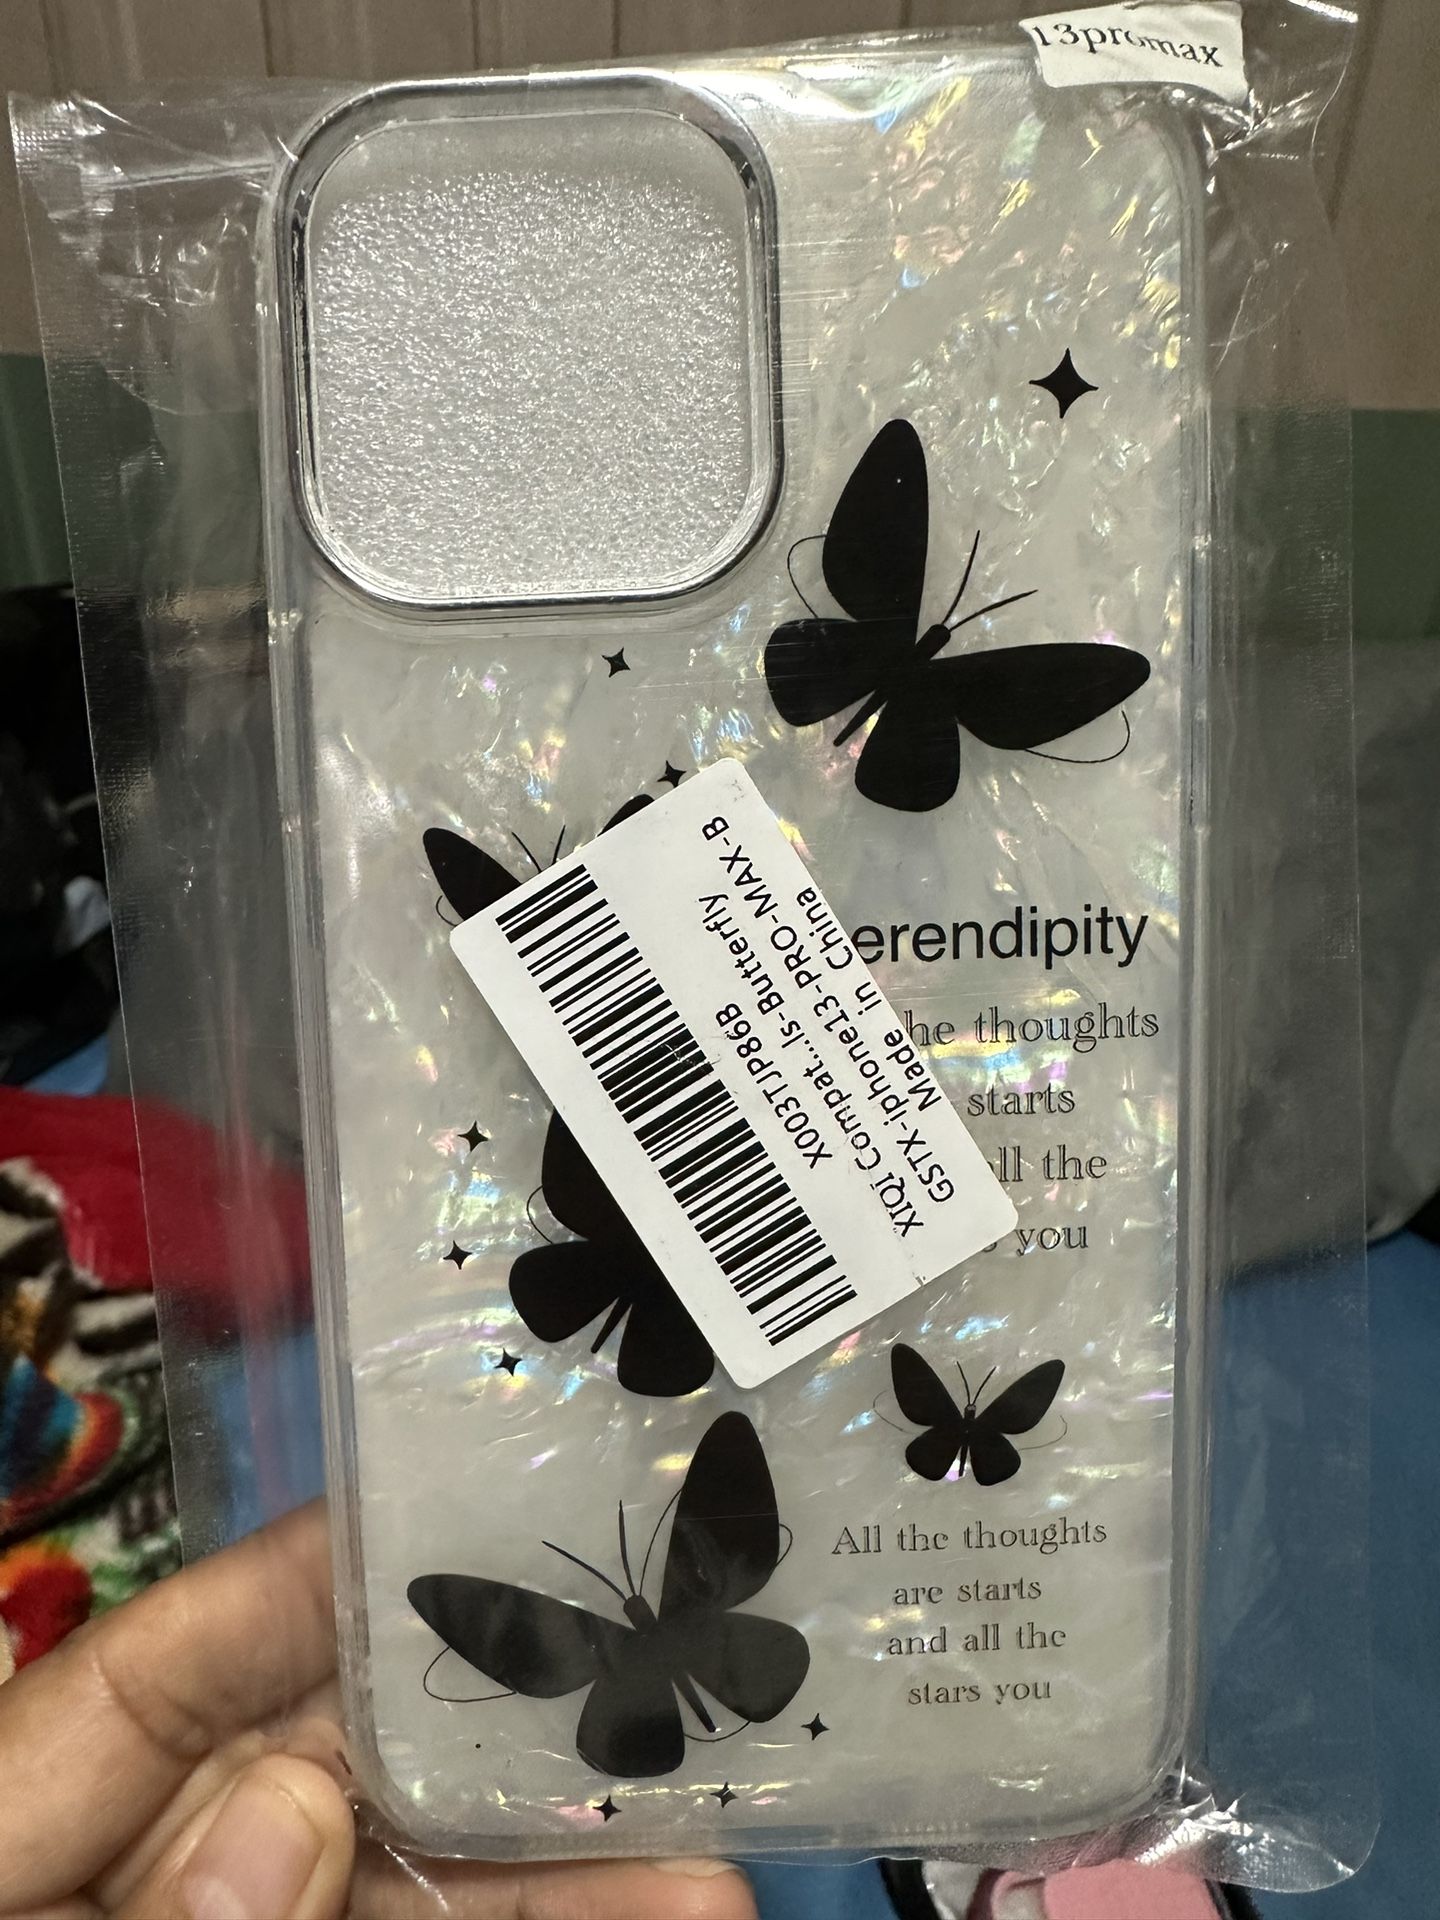 13promax
erendipity
he thoughts
starts
ll the
you
X003TJP86B
XIQi Compat...ls-Butterfly
GSTX-iphone13-PRO-MAX-B
Made in China
All the thoughts
are starts
and all the
stars you